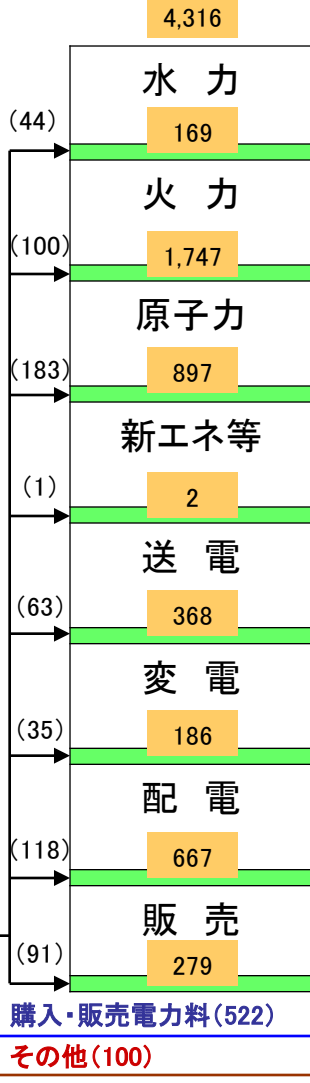 4,316
水 力
(44)
169
火 力
(100)
1,747
原子力
(183)
897
新エネ等
(1)
2
送 電
(63)
368
変 電
(35)
186
配 電
(118)
667
販 売
(91)
279
購入・販売電力料(522)
その他(100)